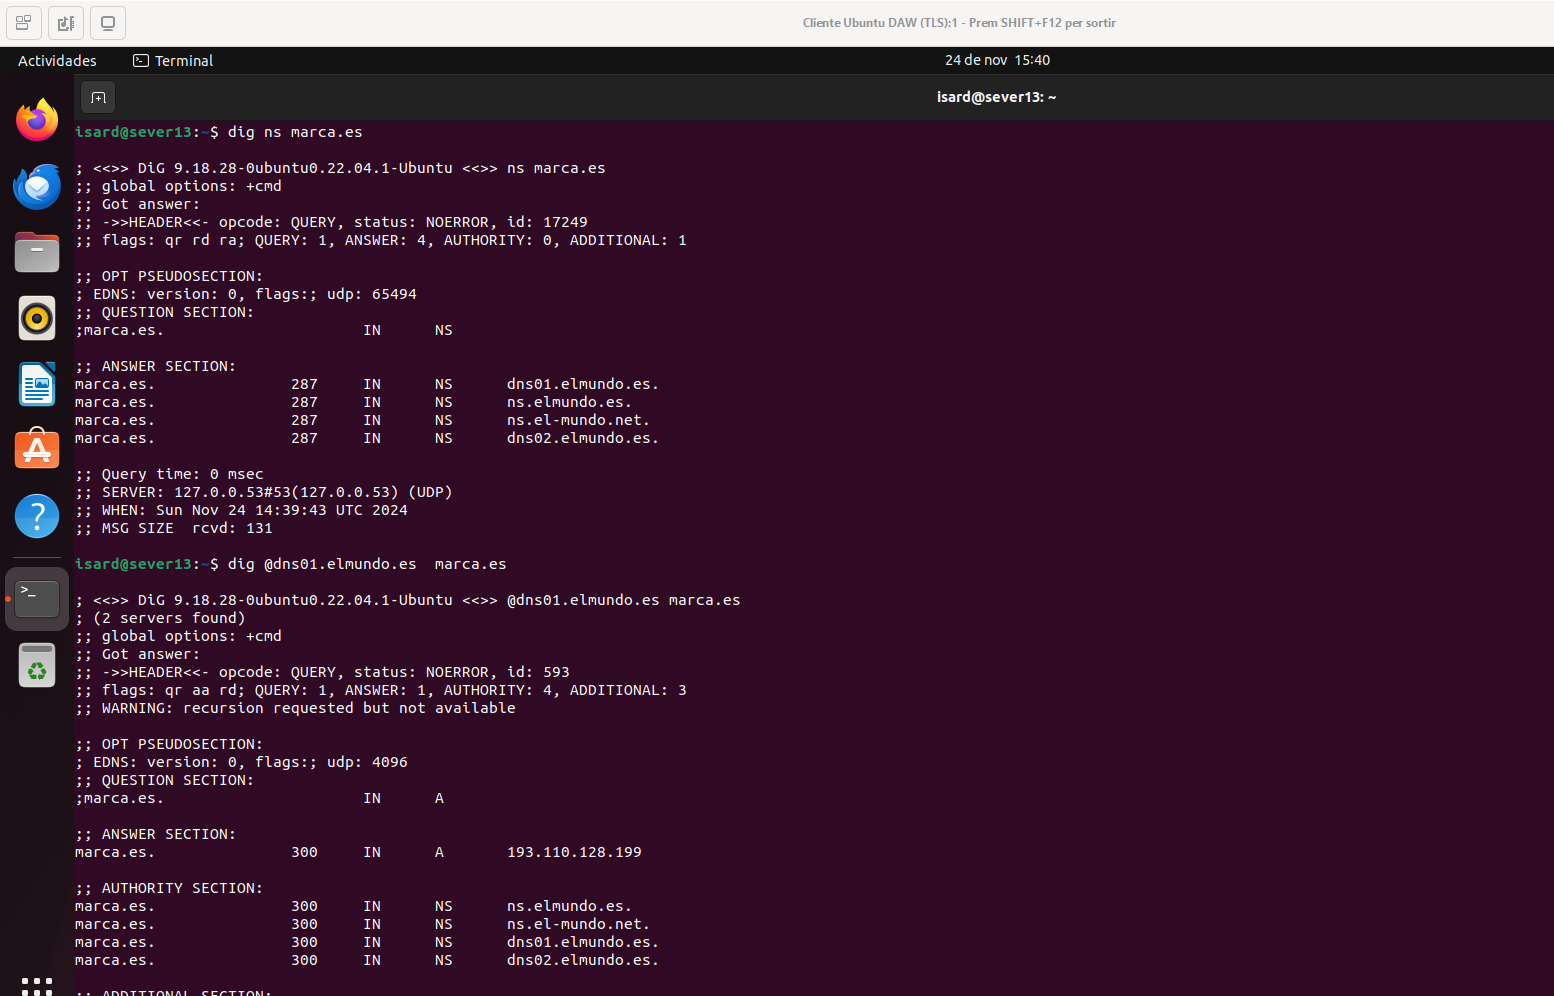 Cliente Ubuntu DAW (TLS):1 - Prem SHIFT+F12 per sortir
Actividades Terminal 24 de nov 15:40
isard@sever13: ~
isard@sever13:~$ dig ns marca.es
; <<>> DiG 9.18.28-0ubuntu0.22.04.1-Ubuntu <<>> ns marca.es
;; global options: +cmd
;; Got answer:
;; ->>HEADER<<- opcode: QUERY, status: NOERROR, id: 17249
;; flags: qr rd ra; QUERY: 1, ANSWER: 4, AUTHORITY: 0, ADDITIONAL: 1
;; OPT PSEUDOSECTION:
; EDNS: version: 0, flags:; udp: 65494
;; QUESTION SECTION:
;marca.es. IN NS
;; ANSWER SECTION:
marca.es. 287 IN NS dns01.elmundo.es.
marca.es. 287 IN NS ns.elmundo.es.
marca.es. 287 IN NS ns.el-mundo.net.
marca.es. 287 IN NS dns02.elmundo.es.
;; Query time: 0 msec
;; SERVER: 127.0.0.53#53(127.0.0.53) (UDP)
;; WHEN: Sun Nov 24 14:39:43 UTC 2024
;; MSG SIZE  rcvd: 131
isard@sever13:~$ dig @dns01.elmundo.es  marca.es
; <<>> DiG 9.18.28-0ubuntu0.22.04.1-Ubuntu <<>> @dns01.elmundo.es marca.es
; (2 servers found)
;; global options: +cmd
;; Got answer:
;; ->>HEADER<<- opcode: QUERY, status: NOERROR, id: 593
;; flags: qr aa rd; QUERY: 1, ANSWER: 1, AUTHORITY: 4, ADDITIONAL: 3
;; WARNING: recursion requested but not available
;; OPT PSEUDOSECTION:
; EDNS: version: 0, flags:; udp: 4096
;; QUESTION SECTION:
;marca.es. IN A
;; ANSWER SECTION:
marca.es. 300 IN A 193.110.128.199
;; AUTHORITY SECTION:
marca.es. 300 IN NS ns.elmundo.es.
marca.es. 300 IN NS ns.el-mundo.net.
marca.es. 300 IN NS dns01.elmundo.es.
marca.es. 300 IN NS dns02.elmundo.es.
;; ADDITIONAL SECTION: